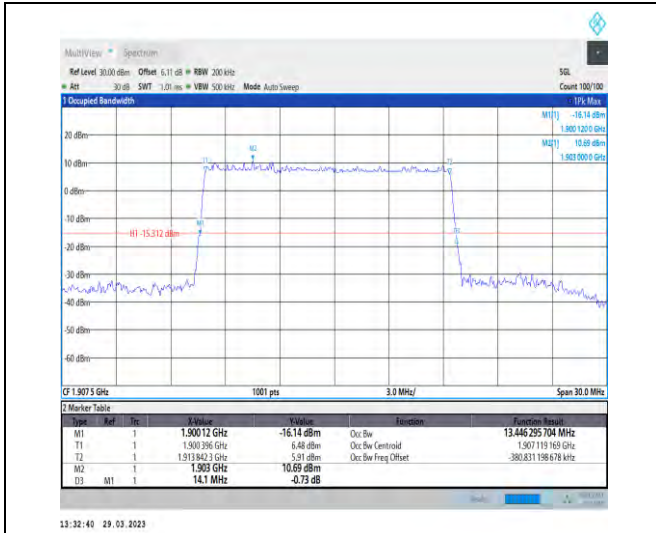 MultiView Spectrum
Ref Level 30.00 dBm Offset 6.11 dB RBW 200 kHz SGL
Att 30 dB SWT 1.01 ms VBW 500 kHz Mode Auto Sweep Count 100/100
1 Occupied Bandwidth 1Pk Max
M1[1] -16.14 dBm
1.900 120 0 GHz
M2[1] 10.69 dBm
1.903 000 0 GHz
20 dBm
M2
T1 T2
10 dBm
0 dBm
-10 dBm
M1
H1 -15.312 dBm
D3
-20 dBm
-30 dBm
-40 dBm
-50 dBm
-60 dBm
CF 1.907 5 GHz 1001 pts 3.0 MHz/ Span 30.0 MHz
2 Marker Table
Type Ref Trc X-Value Y-Value Function Function Result
M1 1 1.90012 GHz -16.14 dBm Occ Bw 13.446 295 704 MHz
T1 1 1.900 396 GHz 6.48 dBm Occ Bw Centroid 1.907 119 169 GHz
T2 1 1.913 842 3 GHz 5.91 dBm Occ Bw Freq Offset -380.831 198 678 kHz
M2 1 1.903 GHz 10.69 dBm
D3 M1 1 14.1 MHz -0.73 dB
13:32:40 29.03.2023